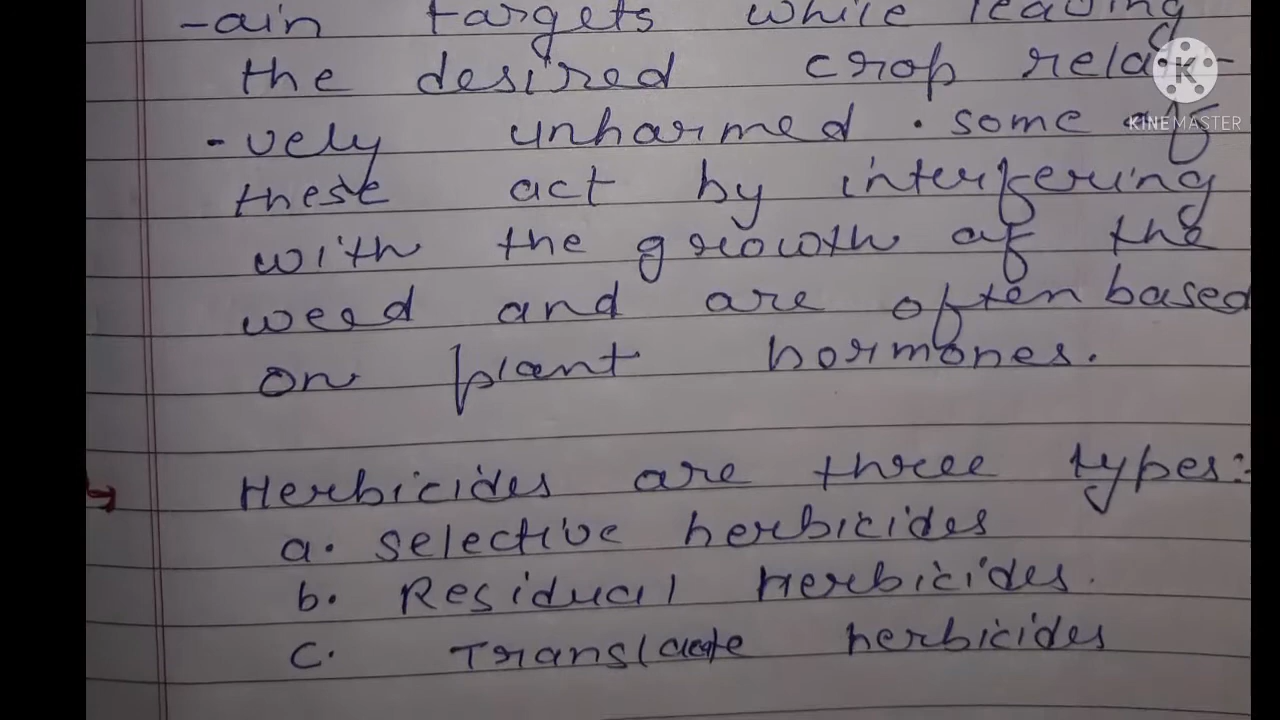 -ain targets while leaving
the desired crop relati-
-vely unharmed. some of
these act by interfering
with the growth of the
weed and are often based
on plant hormones.
Herbicides are three types:
a. Selective herbicides
b. Residual Herbicides.
c. Translacate herbicides
K
KINEMASTER